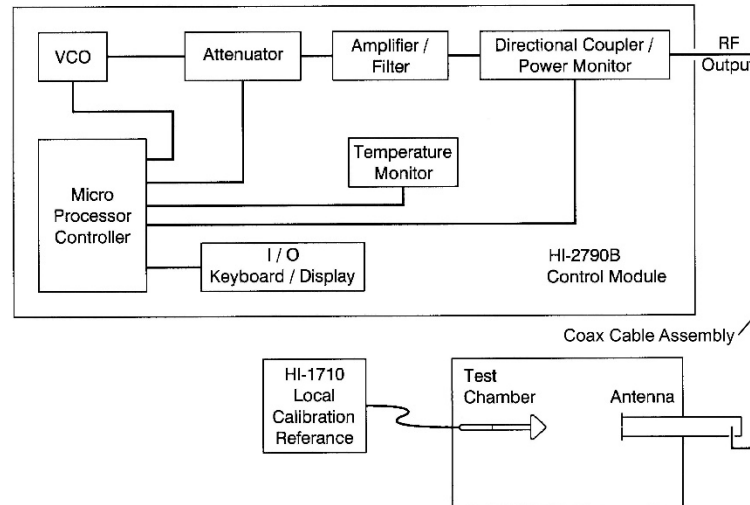 VCO
Attenuator
Amplifier /
Filter
Directional Coupler /
Power Monitor
RF
Output
Micro
Processor
Controller
Temperature
Monitor
I / O
Keyboard / Display
HI-2790B
Control Module
Coax Cable Assembly
HI-1710
Local
Calibration
Referance
Test
Chamber
Antenna